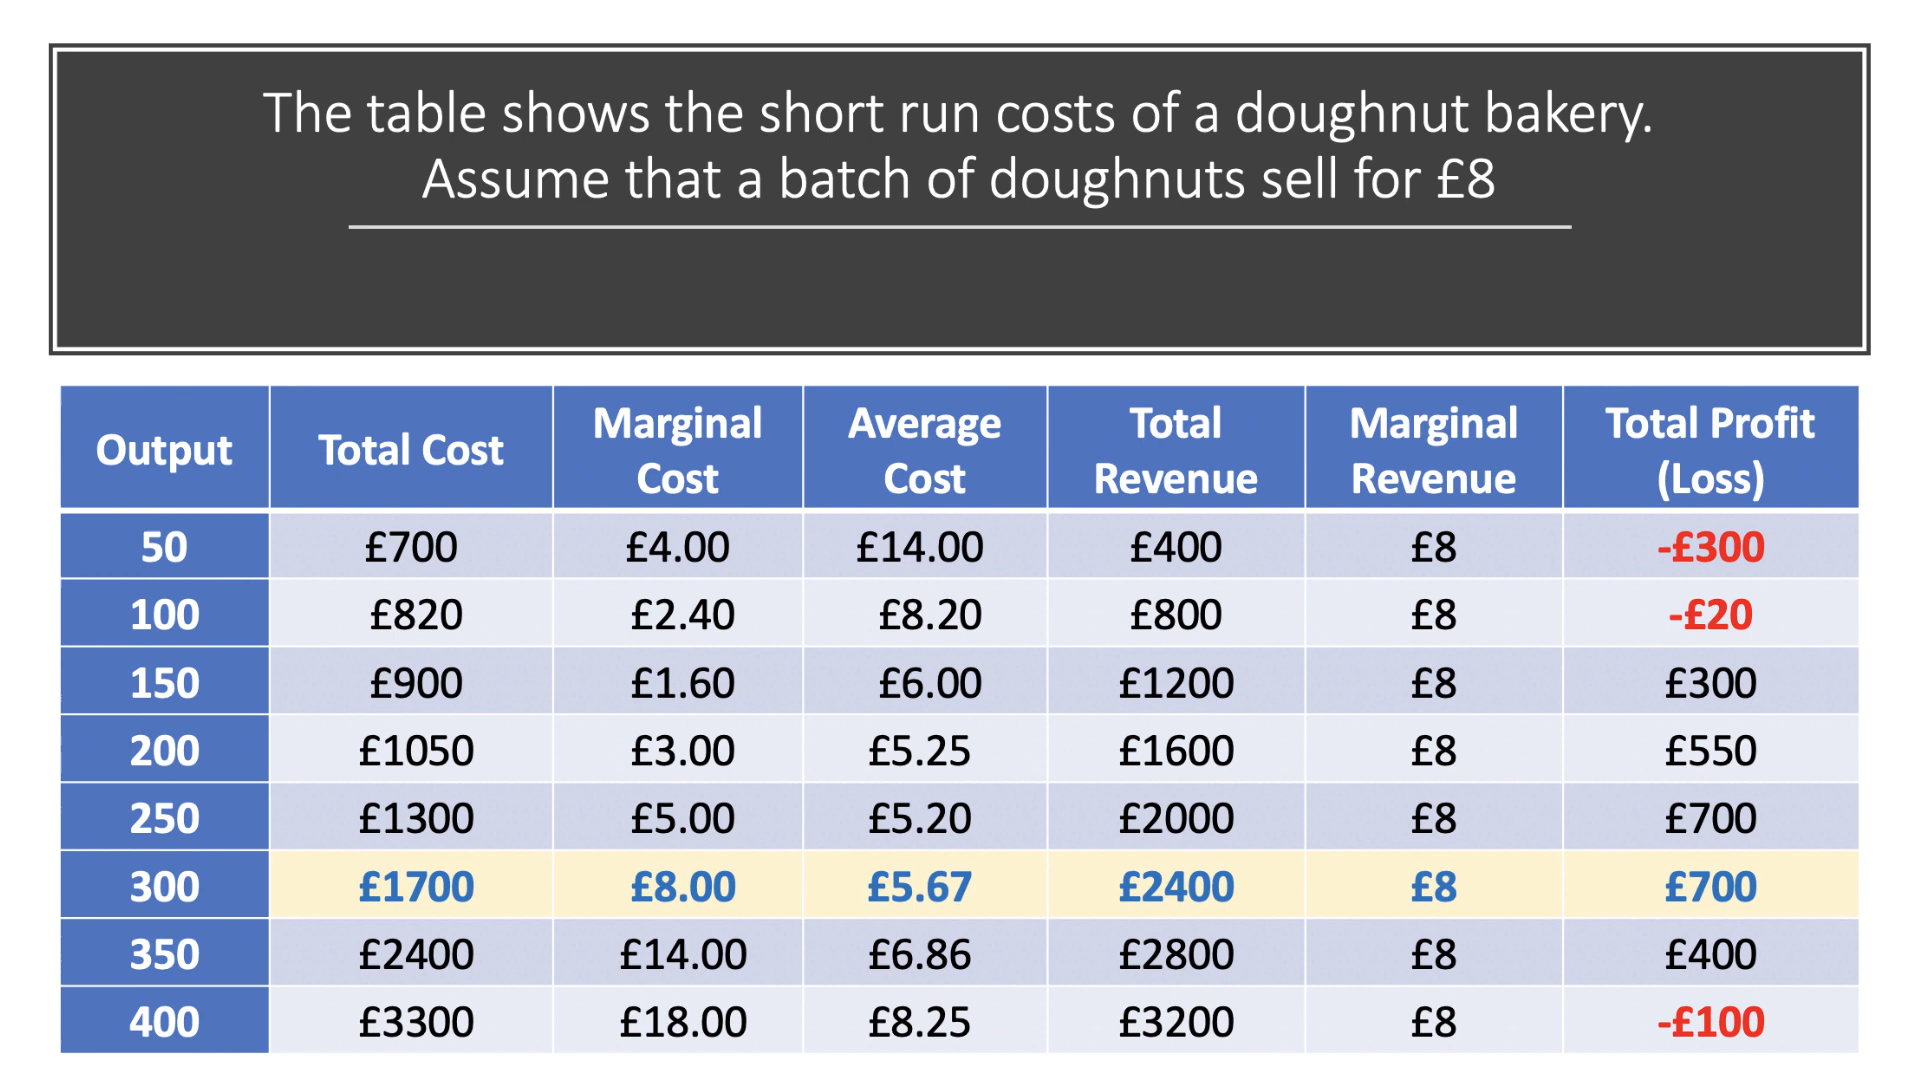 The table shows the short run costs of a doughnut bakery.
Assume that a batch of doughnuts sell for £8
Output Total Cost Marginal Cost Average Cost Total Revenue Marginal Revenue Total Profit (Loss)
50 £700 £4.00 £14.00 £400 £8 -£300
100 £820 £2.40 £8.20 £800 £8 -£20
150 £900 £1.60 £6.00 £1200 £8 £300
200 £1050 £3.00 £5.25 £1600 £8 £550
250 £1300 £5.00 £5.20 £2000 £8 £700
300 £1700 £8.00 £5.67 £2400 £8 £700
350 £2400 £14.00 £6.86 £2800 £8 £400
400 £3300 £18.00 £8.25 £3200 £8 -£100